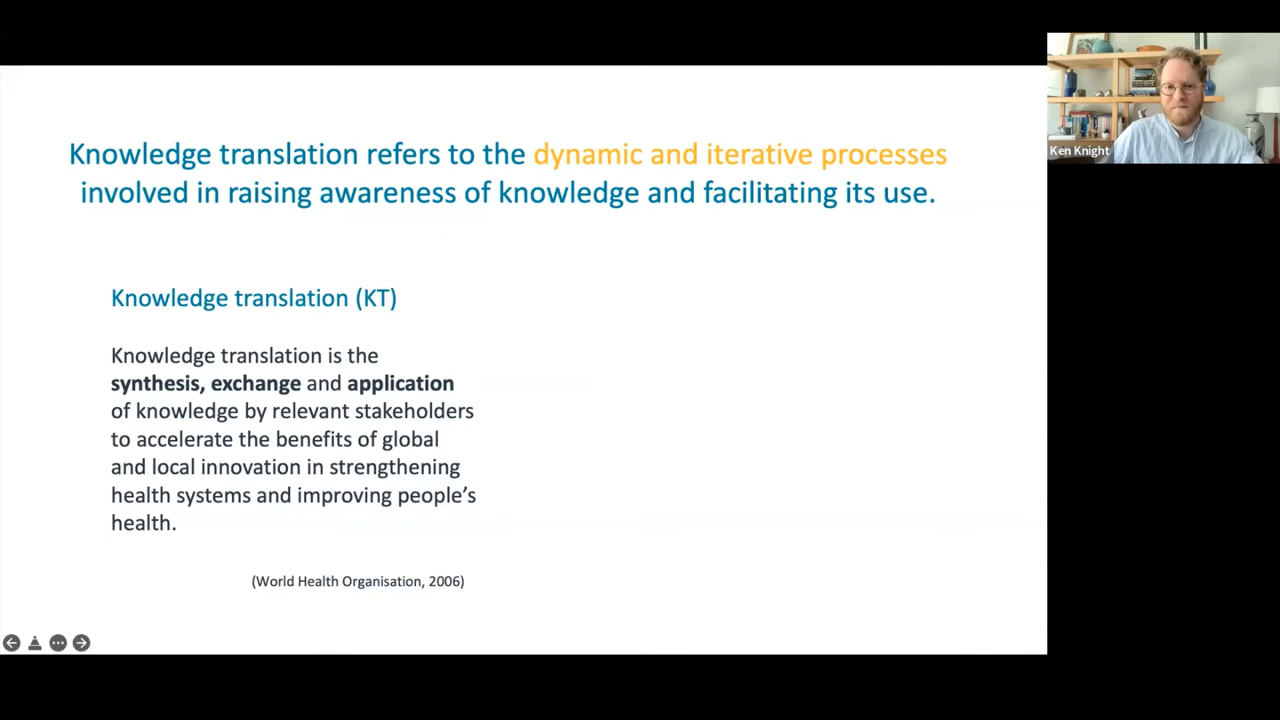 Knowledge translation refers to the dynamic and iterative processes
involved in raising awareness of knowledge and facilitating its use.
Knowledge translation (KT)
Knowledge translation is the
synthesis, exchange and application
of knowledge by relevant stakeholders
to accelerate the benefits of global
and local innovation in strengthening
health systems and improving people’s
health.
(World Health Organisation, 2006)
Ken Knight